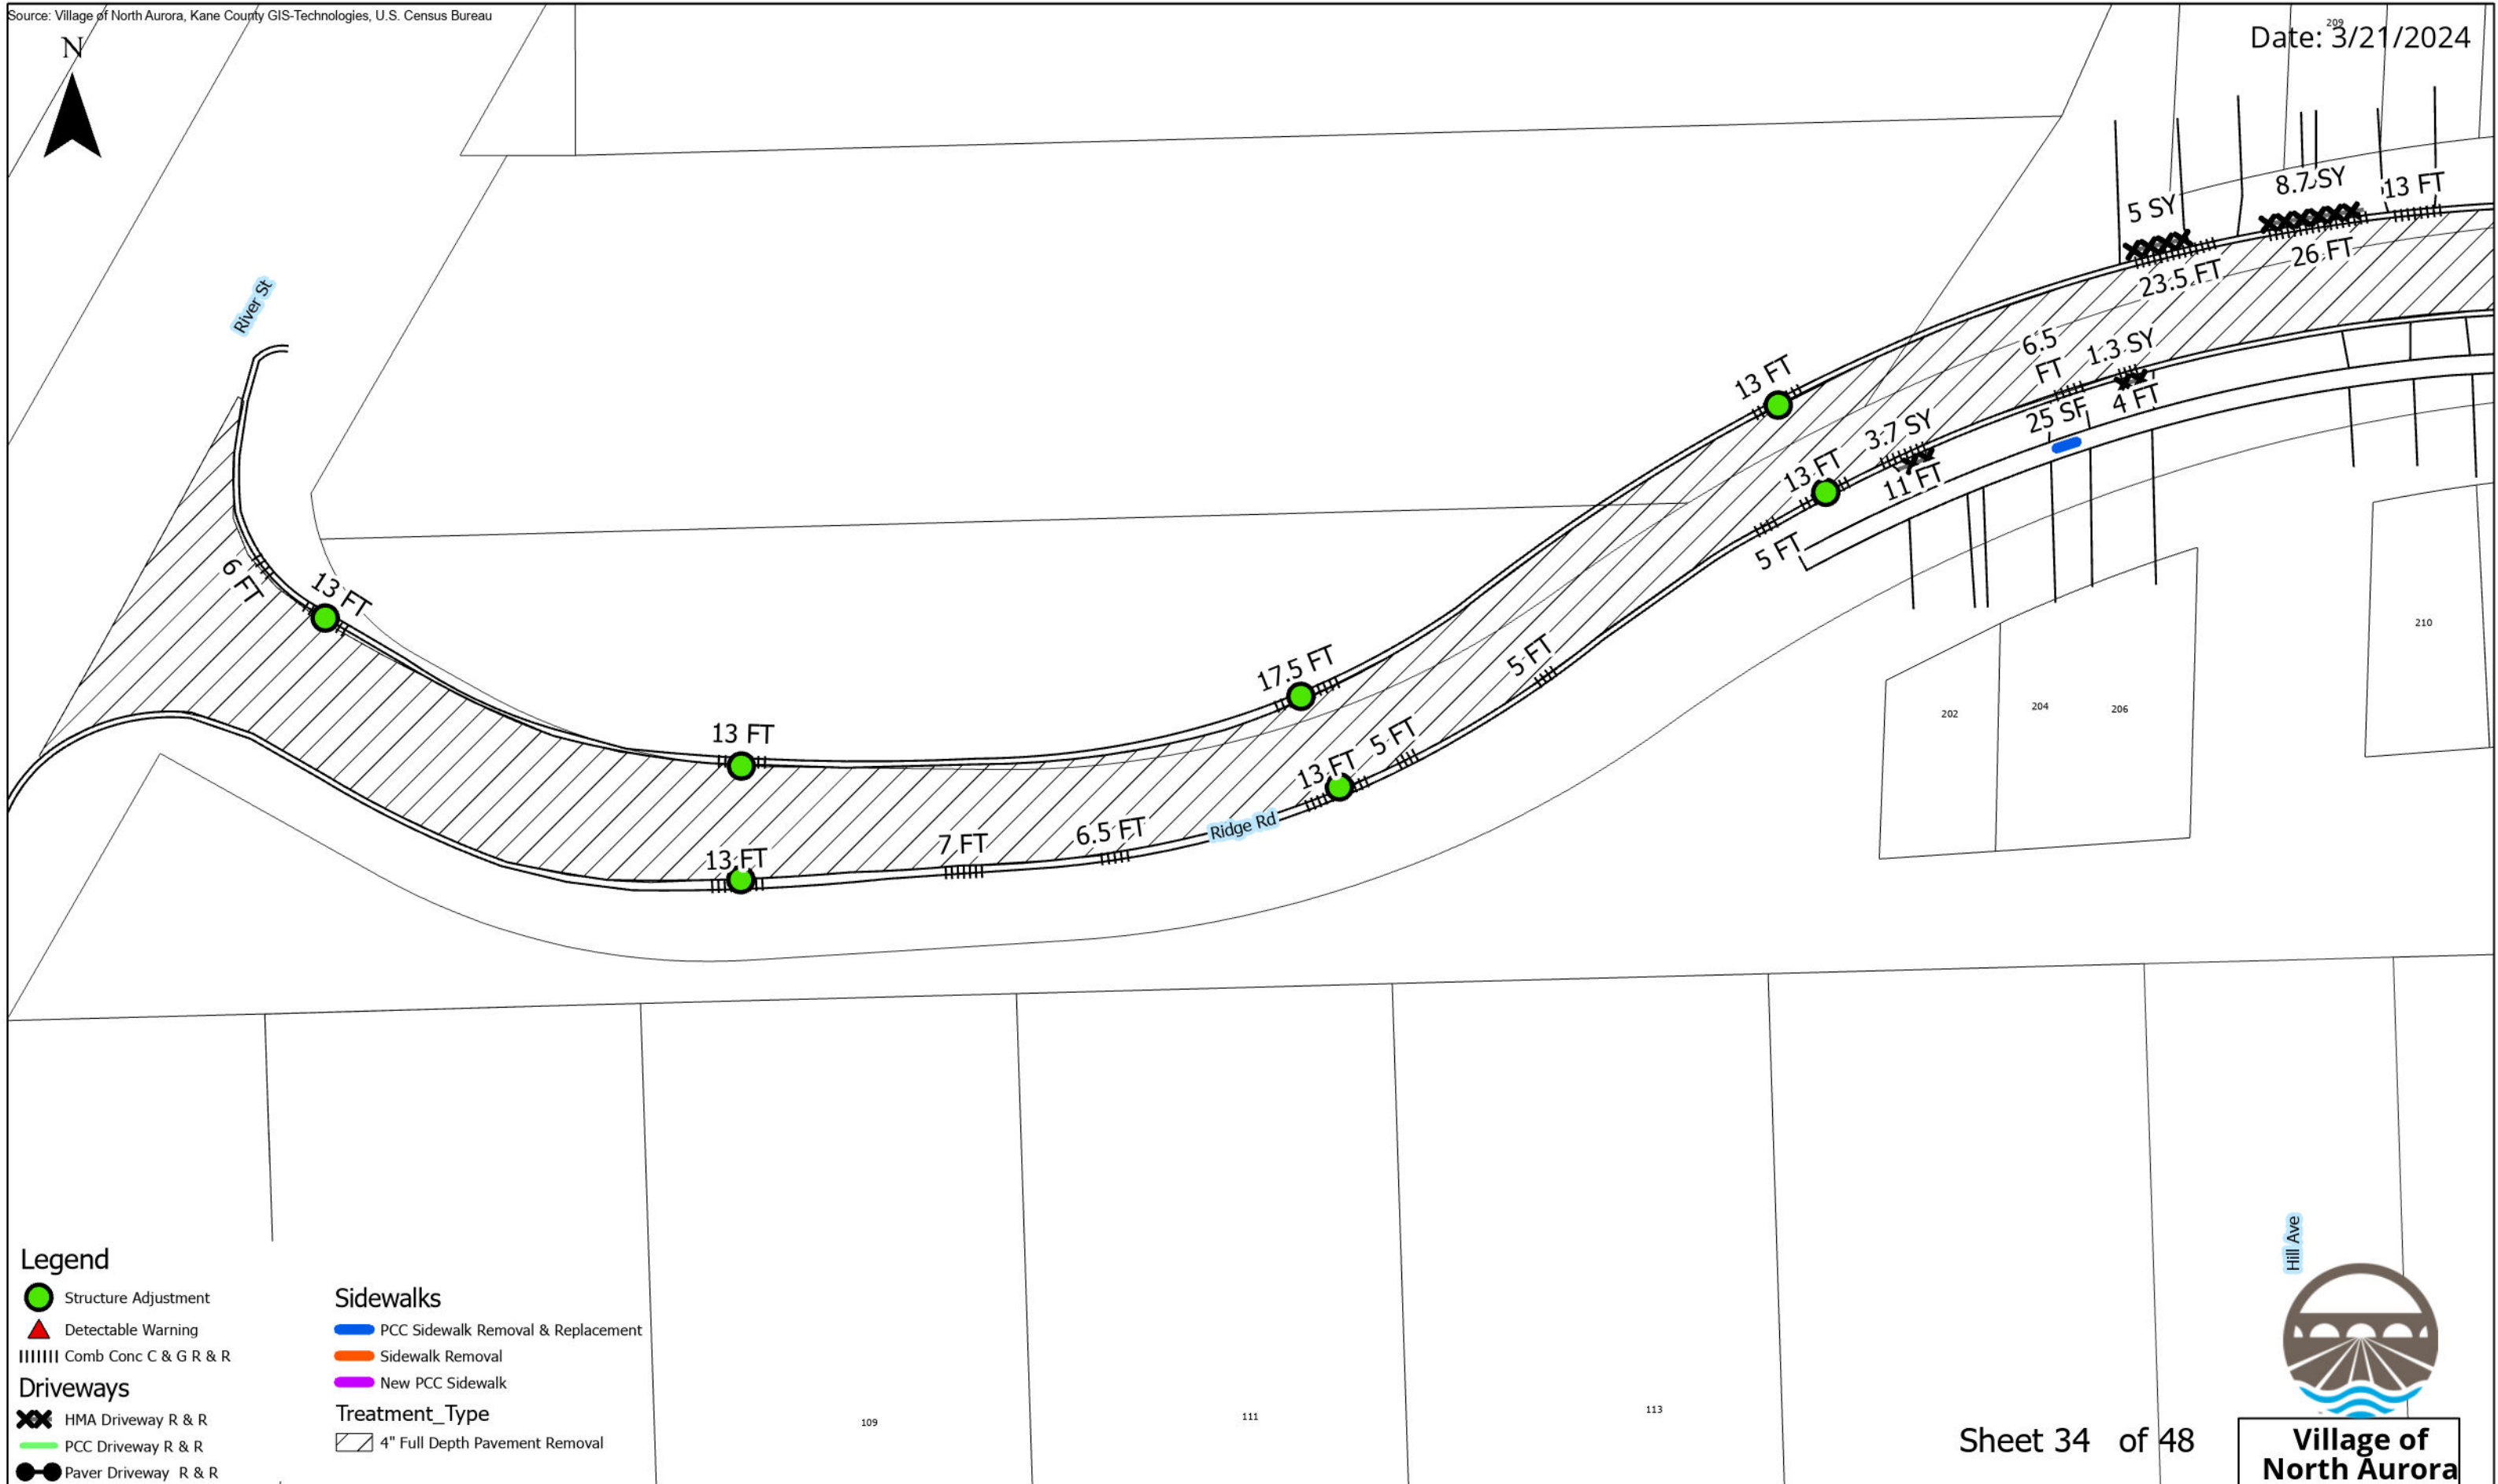 Source: Village of North Aurora, Kane County GIS-Technologies, U.S. Census Bureau
N
209
Date: 3/21/2024
River St
5 SY
8.7 SY
13 FT
23.5 FT
26 FT
13 FT
6.5
FT
1.3 SY
4 FT
25 SF
3.7 SY
13 FT
11 FT
5 FT
6 FT
13 FT
17.5 FT
5 FT
13 FT
13 FT
5 FT
13 FT
7 FT
6.5 FT
Ridge Rd
202
204
206
210
109
111
113
Hill Ave
Legend
Structure Adjustment
Detectable Warning
Comb Conc C & G R & R
Driveways
HMA Driveway R & R
PCC Driveway R & R
Paver Driveway R & R
Sidewalks
PCC Sidewalk Removal & Replacement
Sidewalk Removal
New PCC Sidewalk
Treatment_Type
4" Full Depth Pavement Removal
Sheet 34 of 48
Village of
North Aurora